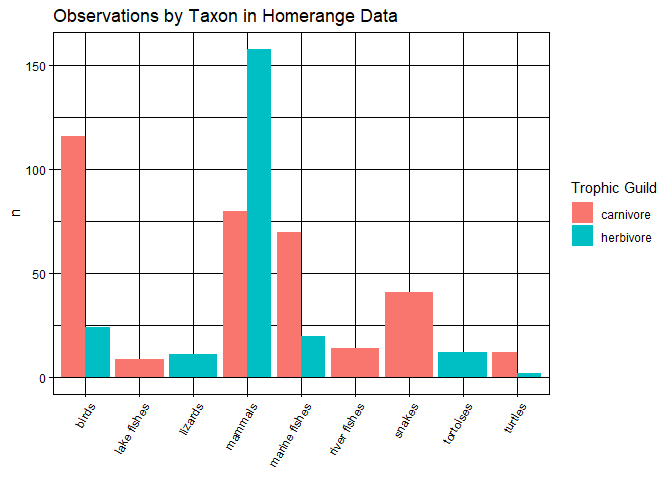 Observations by Taxon in Homerange Data
150
100
50
0
n
birds
lake fishes
lizards
mammals
marine fishes
river fishes
snakes
tortoises
turtles
Trophic Guild
carnivore
herbivore